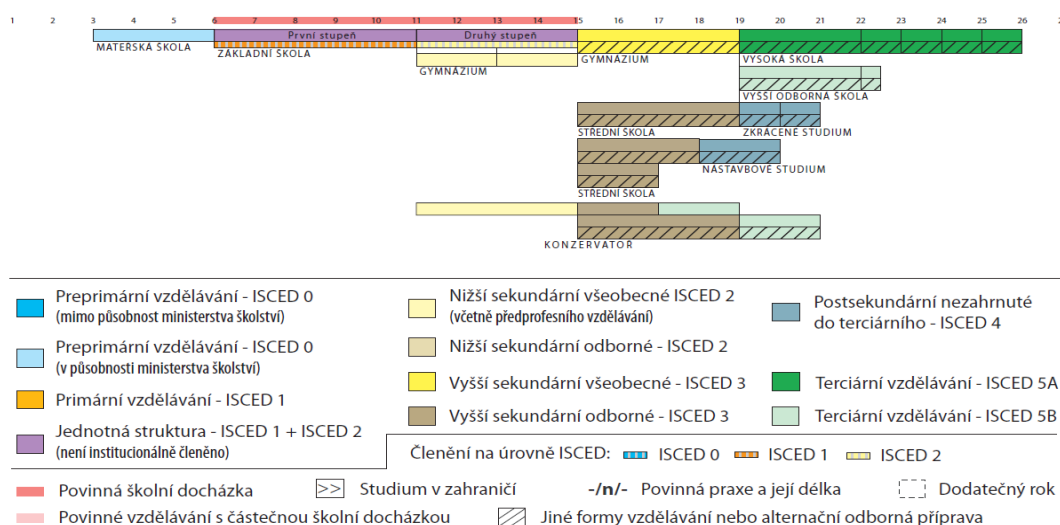 1 2 3 4 5 6 7 8 9 10 11 12 13 14 15 16 17 18 19 20 21 22 23 24 25 26
První stupeň Druhý stupeň
MATEŘSKÁ ŠKOLA ZÁKLADNÍ ŠKOLA GYMNÁZIUM GYMNÁZIUM VYSOKÁ ŠKOLA
VYŠŠÍ ODBORNÁ ŠKOLA
STŘEDNÍ ŠKOLA ZKRÁCENÉ STUDIUM
NÁSTAVBOVÉ STUDIUM
STŘEDNÍ ŠKOLA
KONZERVATOŘ
Preprimární vzdělávání - ISCED 0
(mimo působnost ministerstva školství)
Preprimární vzdělávání - ISCED 0
(v působnosti ministerstva školství)
Primární vzdělávání - ISCED 1
Jednotná struktura - ISCED 1 + ISCED 2
(není institucionálně členěno)
Nižší sekundární všeobecné ISCED 2
(včetně předprofesního vzdělávání)
Nižší sekundární odborné - ISCED 2
Vyšší sekundární všeobecné - ISCED 3
Vyšší sekundární odborné - ISCED 3
Postsekundární nezahrnuté
do terciárního - ISCED 4
Terciární vzdělávání - ISCED 5A
Terciární vzdělávání - ISCED 5B
Členění na úrovně ISCED: ISCED 0 ISCED 1 ISCED 2
Povinná školní docházka >> Studium v zahraničí -/n/- Povinná praxe a její délka Dodatečný rok
Povinné vzdělávání s částečnou školní docházkou Jiné formy vzdělávání nebo alternační odborná příprava